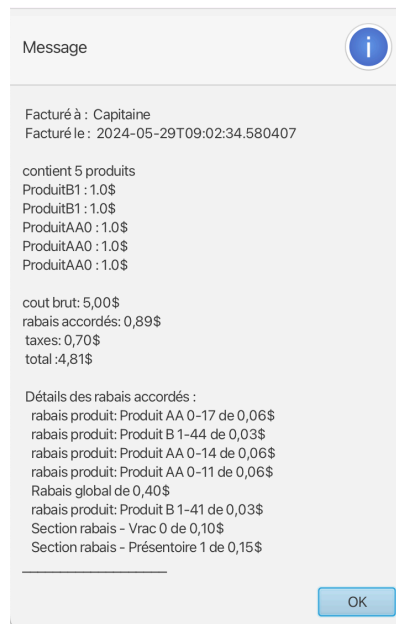 Message
i
Facturé à : Capitaine
Facturé le : 2024-05-29T09:02:34.580407
contient 5 produits
ProduitB1 : 1.0$
ProduitB1 : 1.0$
ProduitAA0 : 1.0$
ProduitAA0 : 1.0$
ProduitAA0 : 1.0$
cout brut: 5,00$
rabais accordés: 0,89$
taxes: 0,70$
total :4,81$
Détails des rabais accordés :
rabais produit: Produit AA 0-17 de 0,06$
rabais produit: Produit B 1-44 de 0,03$
rabais produit: Produit AA 0-14 de 0,06$
rabais produit: Produit AA 0-11 de 0,06$
Rabais global de 0,40$
rabais produit: Produit B 1-41 de 0,03$
Section rabais - Vrac 0 de 0,10$
Section rabais - Présentoire 1 de 0,15$
____________________
OK